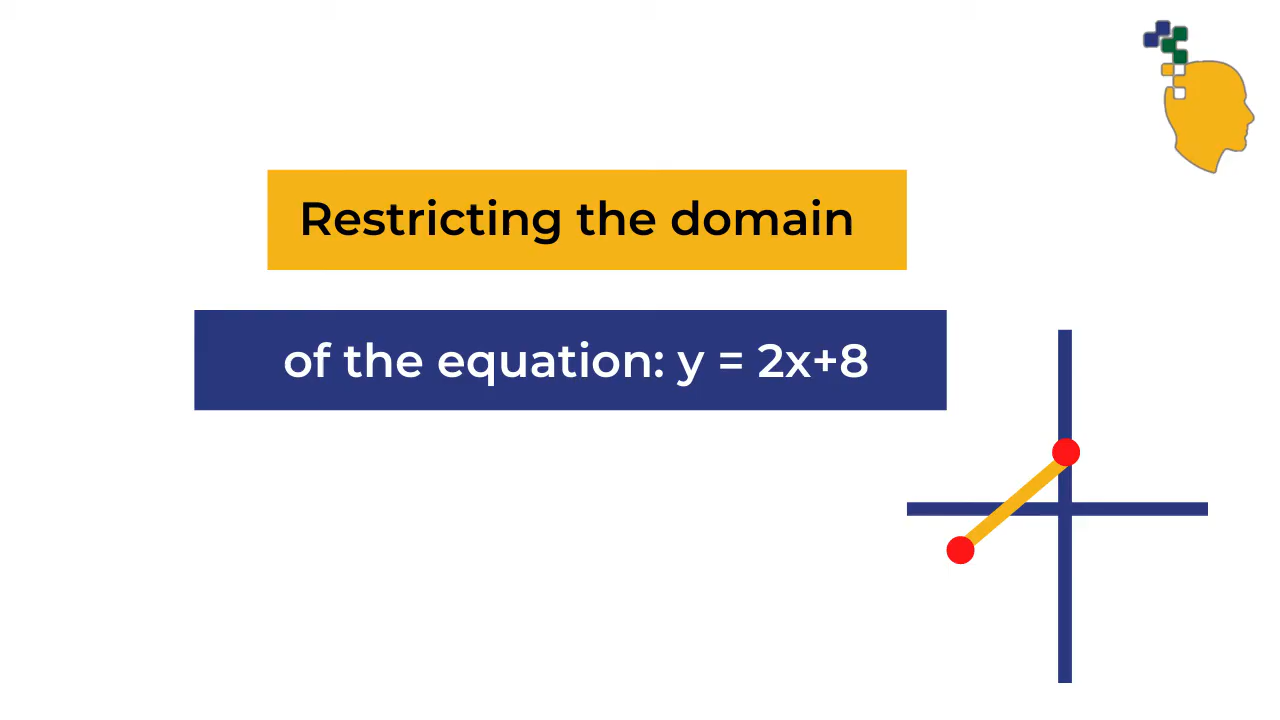 Restricting the domain
of the equation: y = 2x+8